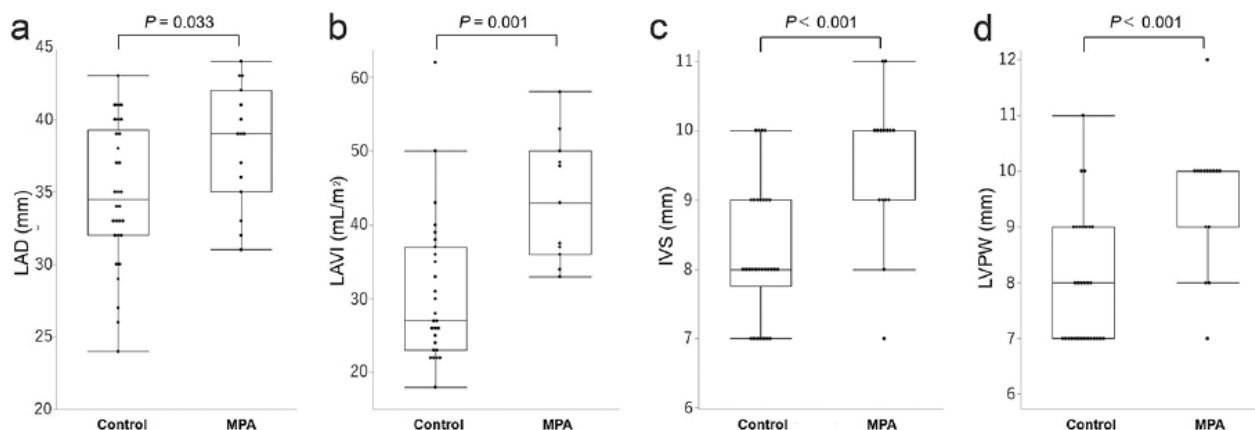 a
P = 0.033
LAD (mm)
45
40
35
30
25
20
Control
MPA
b
P = 0.001
LAVI (mL/m²)
60
50
40
30
20
Control
MPA
c
P < 0.001
IVS (mm)
11
10
9
8
7
6
Control
MPA
d
P < 0.001
LVPW (mm)
12
11
10
9
8
7
6
Control
MPA